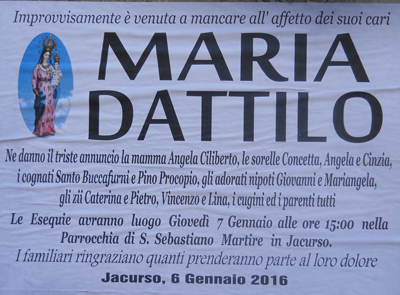 Improvvisamente è venuta a mancare all' affetto dei suoi cari
MARIA
DATTILO
Ne danno il triste annuncio la mamma Angela Ciliberto, le sorelle Concetta, Angela e Cinzia,
i cognati Santo Buccafurni e Pino Procopio, gli adorati nipoti Giovanni e Mariangela,
gli zii Caterina e Pietro, Vincenzo e Lina, i cugini ed i parenti tutti
Le Esequie avranno luogo Giovedì 7 Gennaio alle ore 15:00 nella
Parrocchia di S. Sebastiano Martire in Jacurso.
I familiari ringraziano quanti prenderanno parte al loro dolore
Jacurso, 6 Gennaio 2016